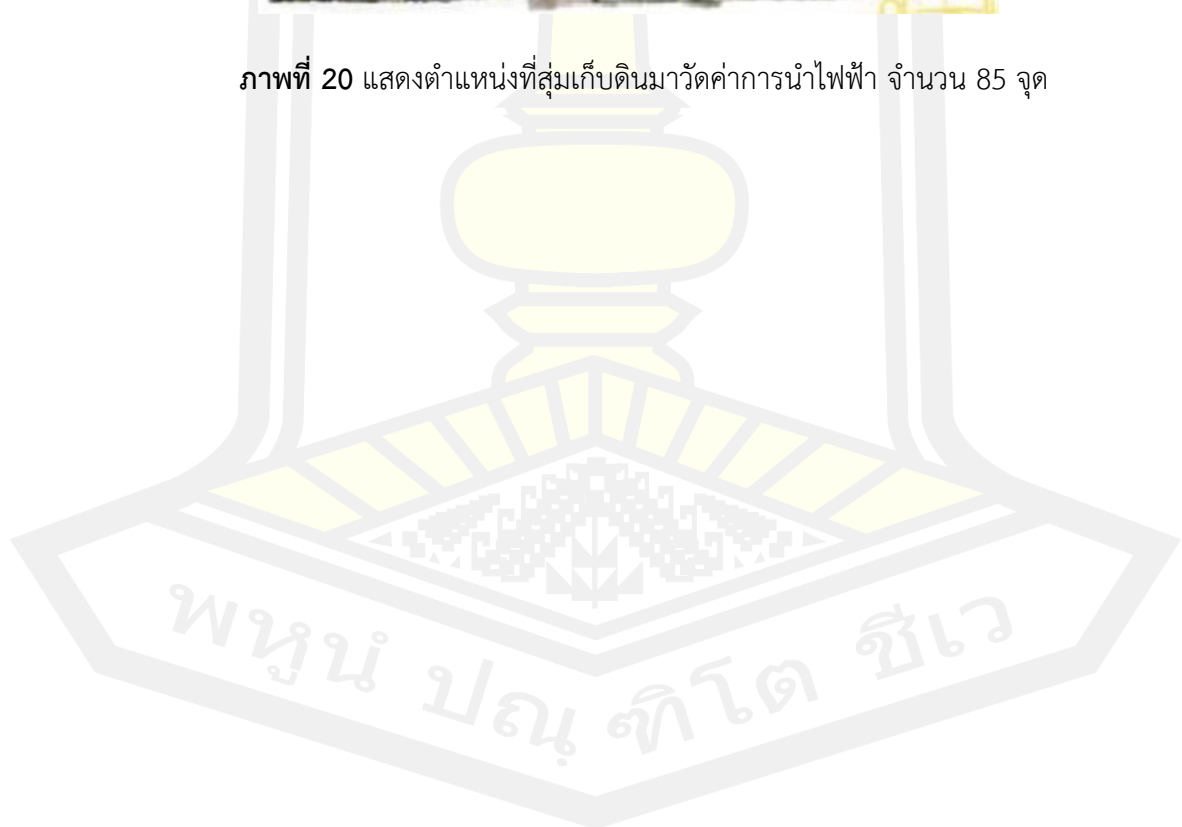 ภาพที่ 20 แสดงตำแหน่งที่สุ่มเก็บดินมาวัดค่าการนำไฟฟ้า จำนวน 85 จุด
พหูนํ ปณฺฑิโต ชีเว